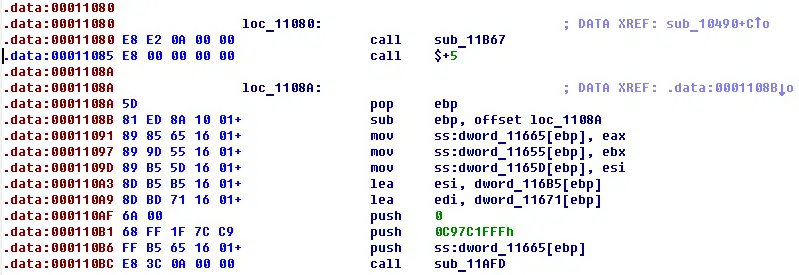 .data:00011080
.data:00011080 loc_11080: ; DATA XREF: sub_10490+C↑o
.data:00011080 E8 E2 0A 00 00 call sub_11B67
.data:00011085 E8 00 00 00 00 call $+5
.data:0001108A
.data:0001108A loc_1108A: ; DATA XREF: .data:0001108B↓o
.data:0001108A 5D pop ebp
.data:0001108B 81 ED 8A 10 01+ sub ebp, offset loc_1108A
.data:00011091 89 85 65 16 01+ mov ss:dword_11665[ebp], eax
.data:00011097 89 9D 55 16 01+ mov ss:dword_11655[ebp], ebx
.data:0001109D 89 B5 5D 16 01+ mov ss:dword_1165D[ebp], esi
.data:000110A3 8D B5 B5 16 01+ lea esi, dword_116B5[ebp]
.data:000110A9 8D BD 71 16 01+ lea edi, dword_11671[ebp]
.data:000110AF 6A 00 push 0
.data:000110B1 68 FF 1F 7C C9 push 0C97C1FFFh
.data:000110B6 FF B5 65 16 01+ push ss:dword_11665[ebp]
.data:000110BC E8 3C 0A 00 00 call sub_11AFD